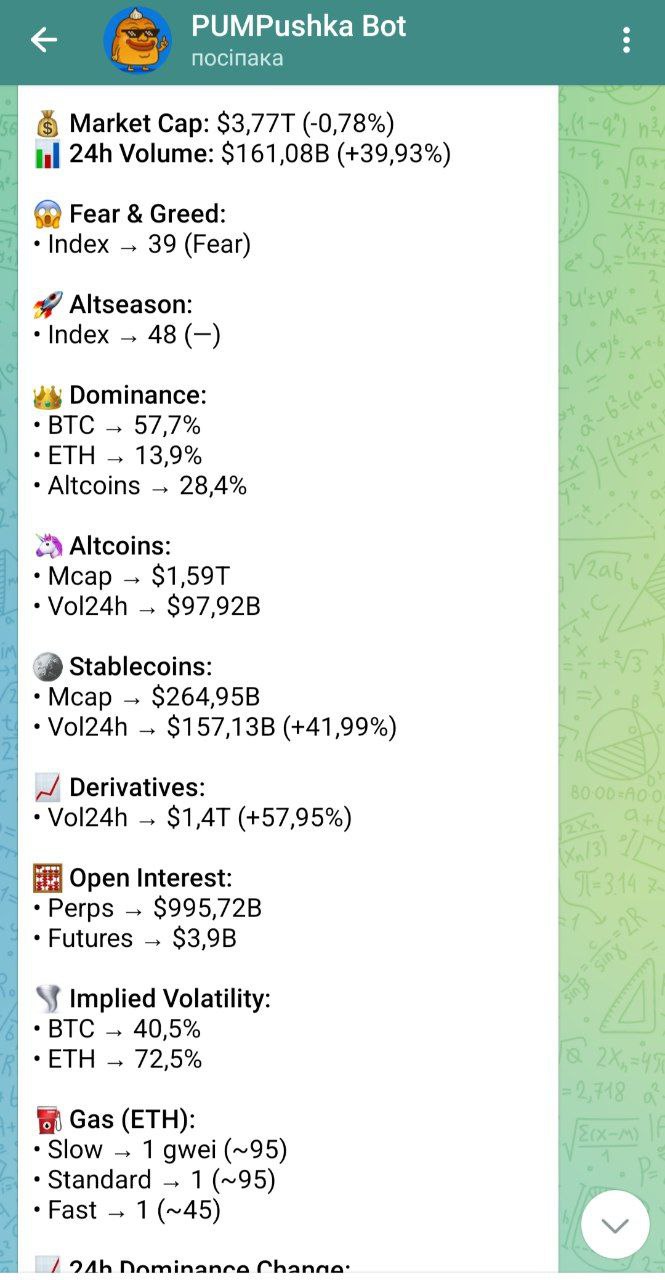 PUMPushka Bot
посіпака
💰 Market Cap: $3,77T (-0,78%)
📊 24h Volume: $161,08B (+39,93%)
😱 Fear & Greed:
• Index → 39 (Fear)
🚀 Altseason:
• Index → 48 (—)
👑 Dominance:
• BTC → 57,7%
• ETH → 13,9%
• Altcoins → 28,4%
🦄 Altcoins:
• Mcap → $1,59T
• Vol24h → $97,92B
🌑 Stablecoins:
• Mcap → $264,95B
• Vol24h → $157,13B (+41,99%)
📈 Derivatives:
• Vol24h → $1,4T (+57,95%)
🧮 Open Interest:
• Perps → $995,72B
• Futures → $3,9B
🌪 Implied Volatility:
• BTC → 40,5%
• ETH → 72,5%
⛽ Gas (ETH):
• Slow → 1 gwei (~95)
• Standard → 1 (~95)
• Fast → 1 (~45)
📈 24h Dominance Change: